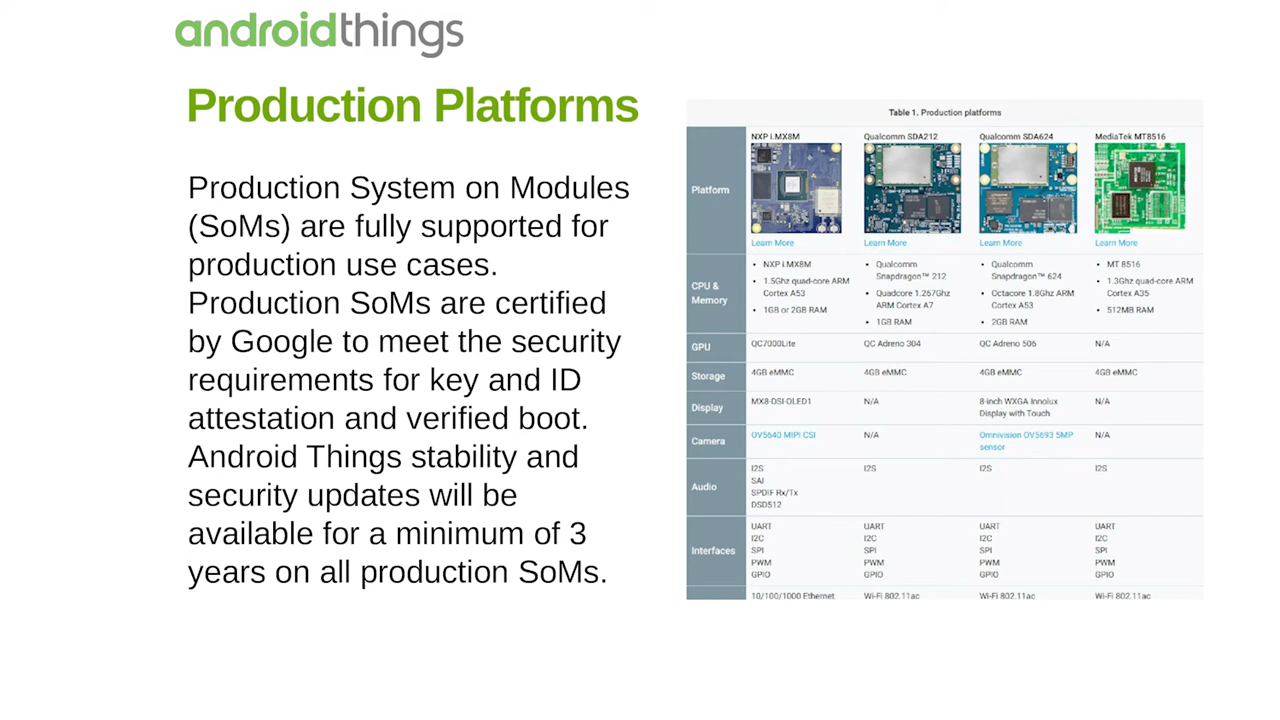 androidthings
Production Platforms
Production System on Modules
(SoMs) are fully supported for
production use cases.
Production SoMs are certified
by Google to meet the security
requirements for key and ID
attestation and verified boot.
Android Things stability and
security updates will be
available for a minimum of 3
years on all production SoMs.
Table 1. Production platforms
Platform
NXP i.MX8M
Learn More
Qualcomm SDA212
Learn More
Qualcomm SDA624
Learn More
MediaTek MT8516
Learn More
CPU &
Memory
• NXP i.MX8M
• 1.5Ghz quad-core ARM
Cortex A53
• 1GB or 2GB RAM
• Qualcomm
Snapdragon™ 212
• Quadcore 1.267Ghz
ARM Cortex A7
• 1GB RAM
• Qualcomm
Snapdragon™ 624
• Octacore 1.8Ghz ARM
Cortex A53
• 2GB RAM
• MT 8516
• 1.3Ghz quad-core ARM
Cortex A35
• 512MB RAM
GPU
QC7000Lite
QC Adreno 304
QC Adreno 506
N/A
Storage
4GB eMMC
4GB eMMC
4GB eMMC
4GB eMMC
Display
MX8-DSI-OLED1
N/A
8-inch WXGA Innolux
Display with Touch
N/A
Camera
OV5640 MIPI CSI
N/A
Omnivision OV5693 5MP
sensor
N/A
Audio
I2S
SAI
SPDIF Rx/Tx
DSD512
I2S
I2S
I2S
Interfaces
UART
I2C
SPI
PWM
GPIO
UART
I2C
SPI
PWM
GPIO
UART
I2C
SPI
PWM
GPIO
UART
I2C
SPI
PWM
GPIO
10/100/1000 Ethernet
Wi-Fi 802.11ac
Wi-Fi 802.11ac
Wi-Fi 802.11ac